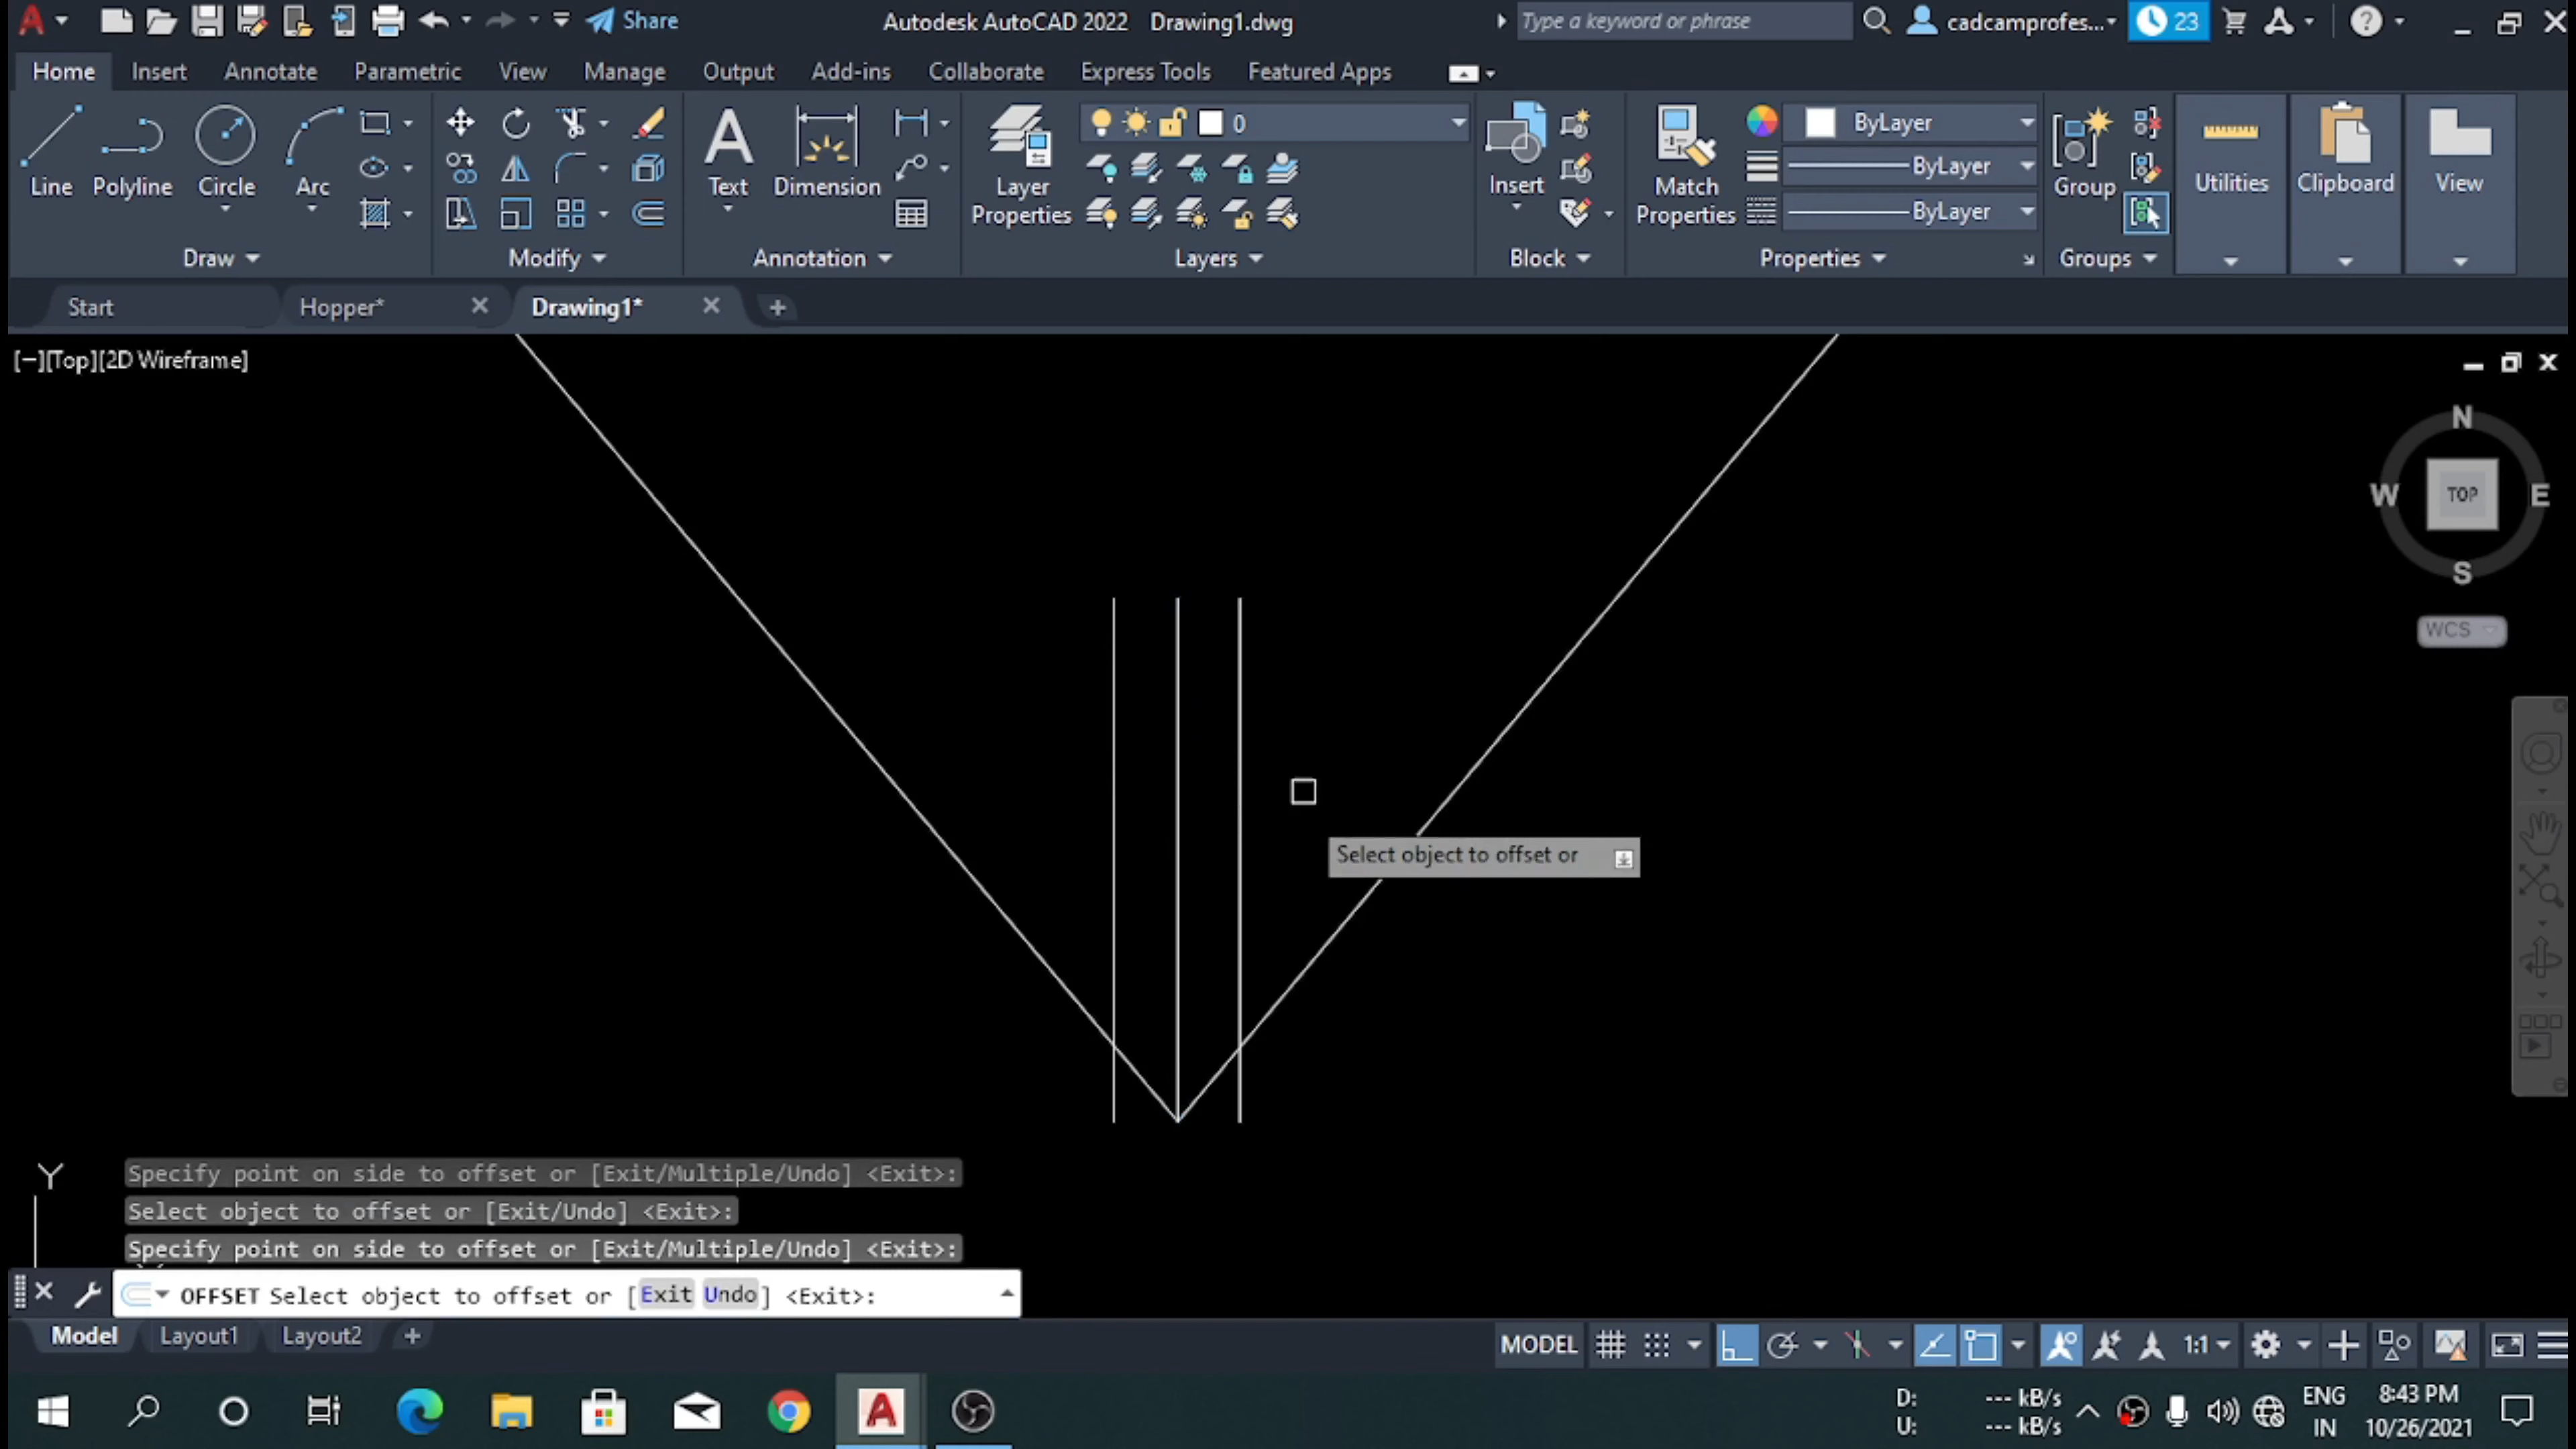 Share
Autodesk AutoCAD 2022 Drawing1.dwg
Type a keyword or phrase
cadcamprofes...
23
Home Insert Annotate Parametric View Manage Output Add-ins Collaborate Express Tools Featured Apps
Line Polyline Circle Arc
Draw
Modify
Text Dimension
Annotation
Layer Properties
0
Layers
Insert
Block
Match Properties
ByLayer
ByLayer
ByLayer
Properties
Group
Groups
Utilities
Clipboard
View
Start Hopper* Drawing1*
[−][Top][2D Wireframe]
N
W TOP E
S
WCS
Select object to offset or
Y
Specify point on side to offset or [Exit/Multiple/Undo] <Exit>:
Select object to offset or [Exit/Undo] <Exit>:
Specify point on side to offset or [Exit/Multiple/Undo] <Exit>:
OFFSET Select object to offset or [Exit Undo] <Exit>:
Model Layout1 Layout2
MODEL
1:1
D: --- kB/s
U: --- kB/s
ENG
IN
8:43 PM
10/26/2021